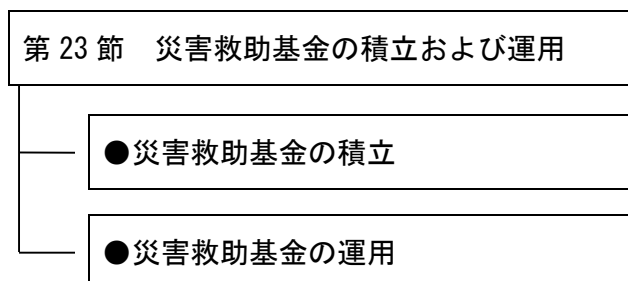 第 23 節　災害救助基金の積立および運用
●災害救助基金の積立
●災害救助基金の運用